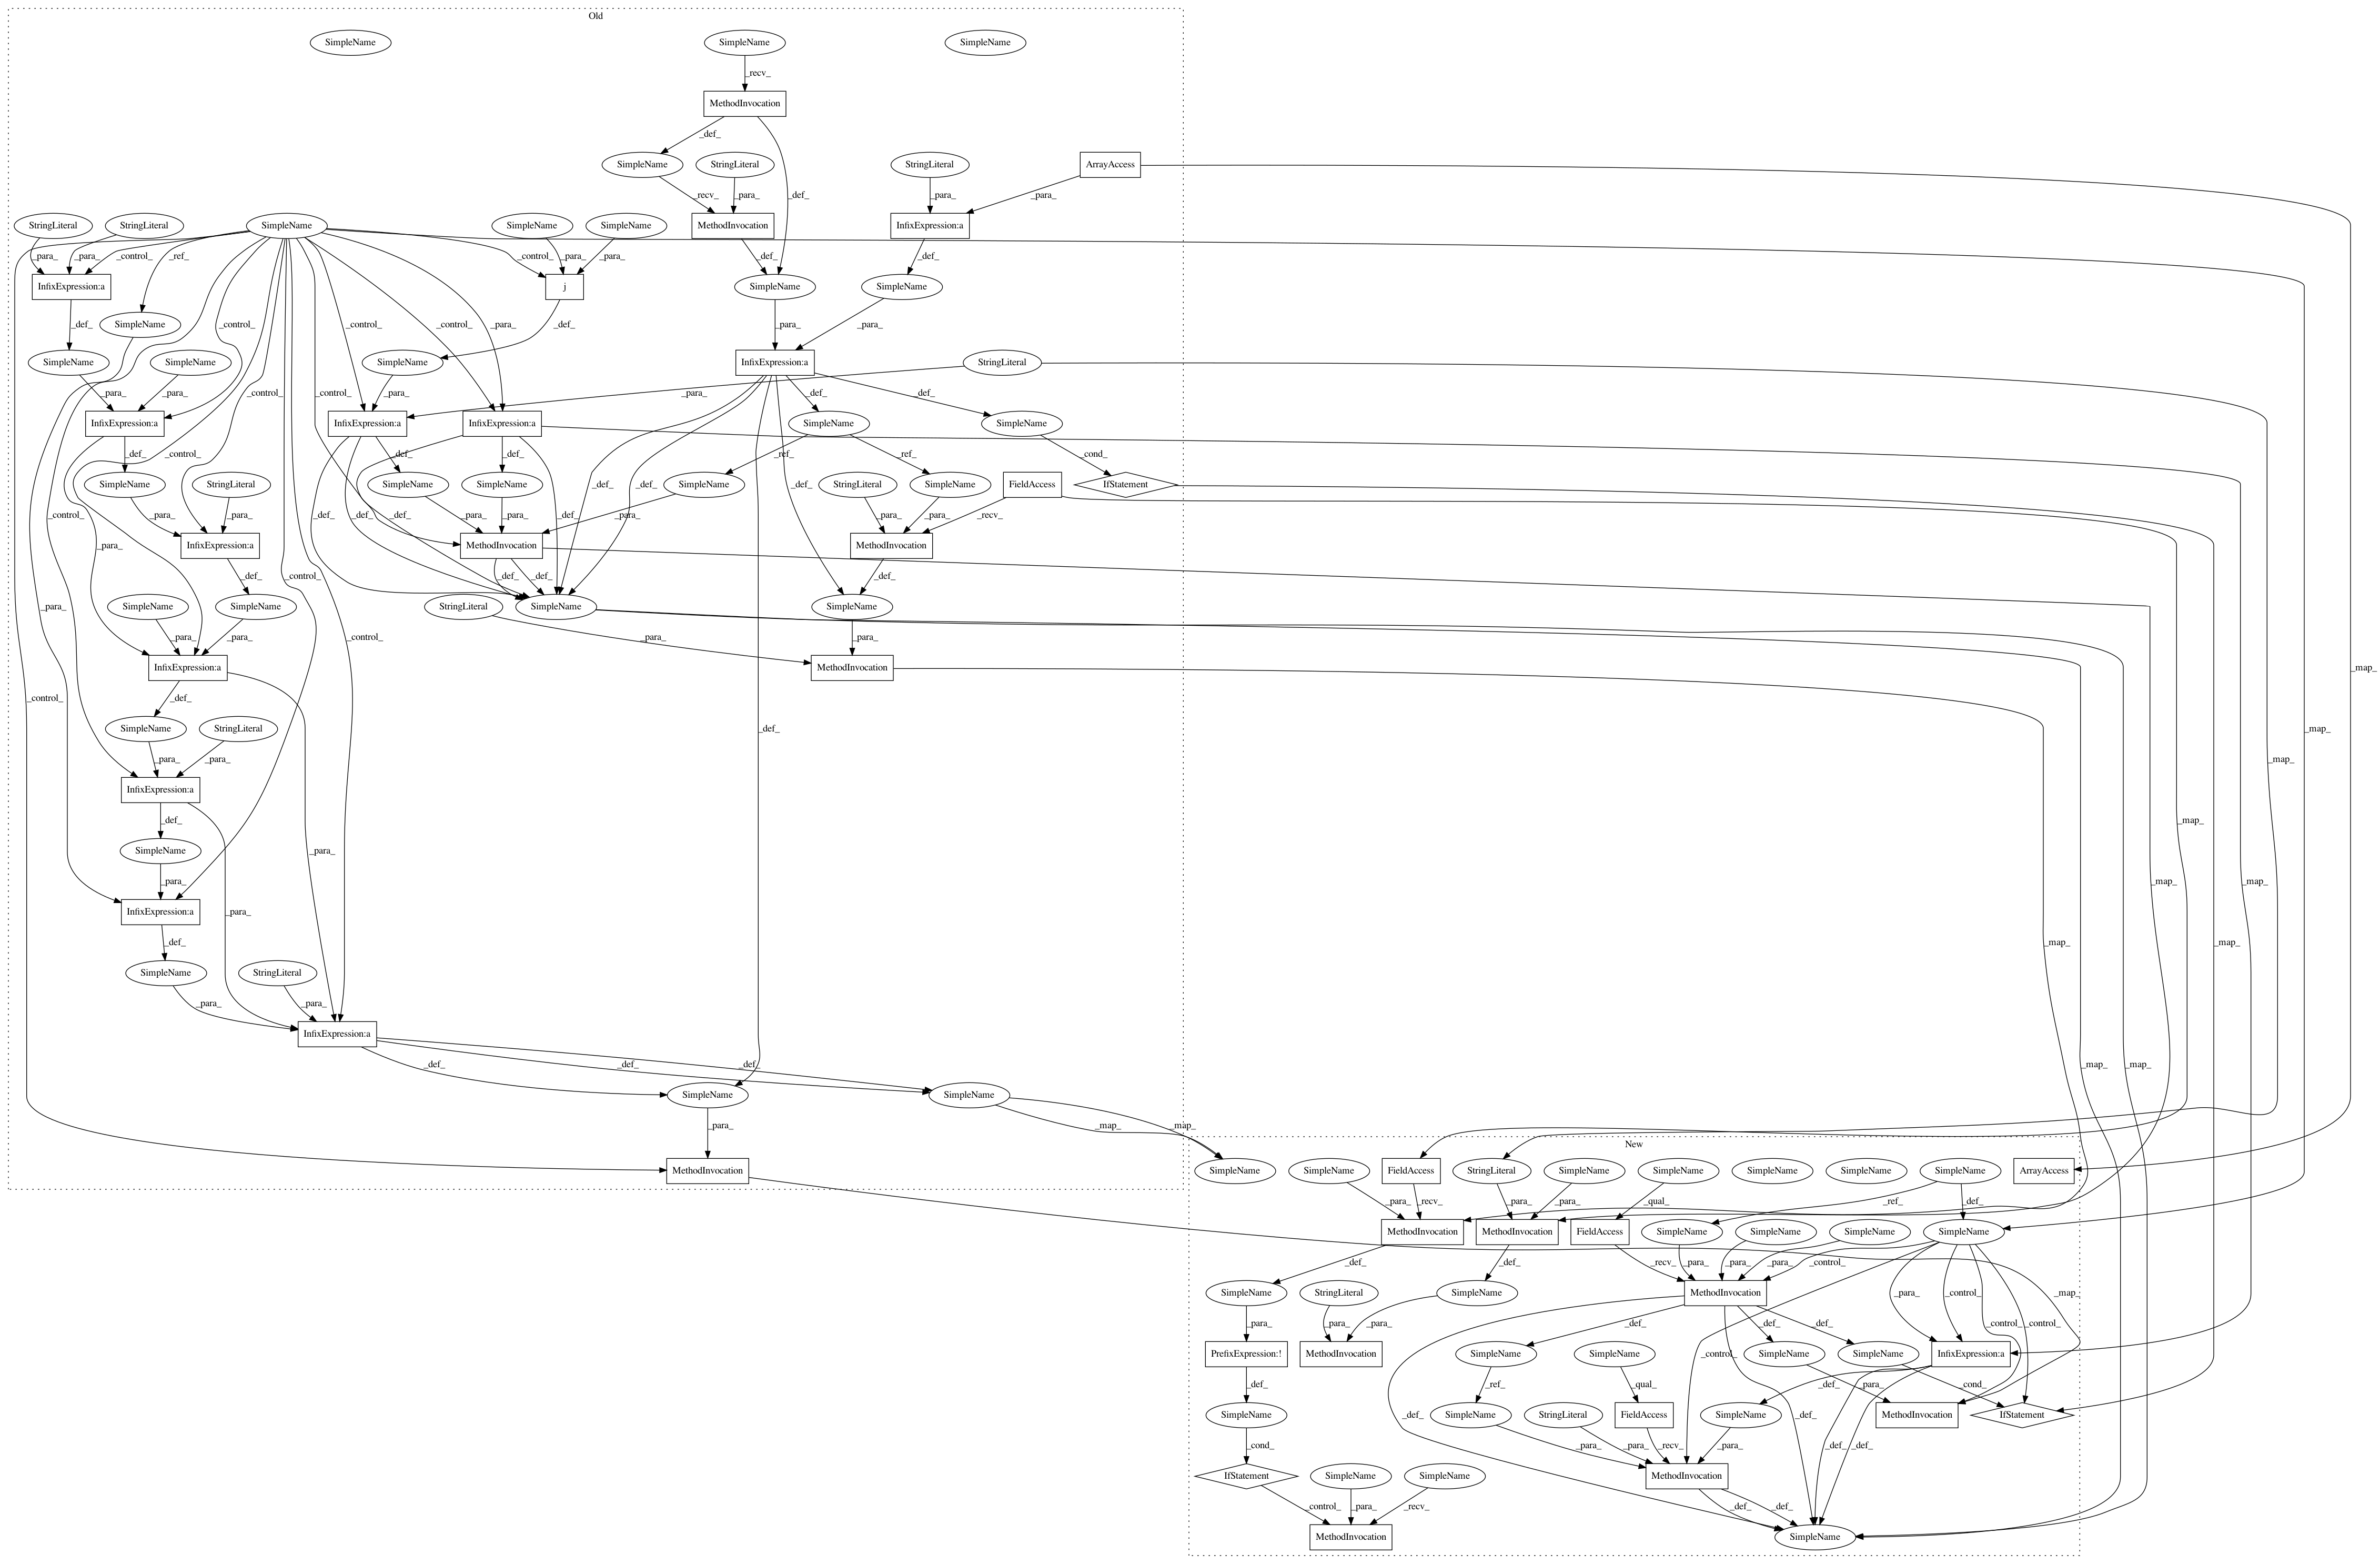 Old
SimpleName SimpleName SimpleName
_recv_
MethodInvocation
_def_
SimpleName StringLiteral StringLiteral ArrayAccess
_recv_ _para_ _def_ _para_ _para_
StringLiteral StringLiteral SimpleName SimpleName SimpleName MethodInvocation InfixExpression:a
_para_ _para_ _control_ _ref_ _control_ _para_ _para_ _def_ _def_
InfixExpression:a j SimpleName SimpleName
_def_ SimpleName _control_ _control_ _control_ _para_ _def_ _para_ _para_
SimpleName SimpleName SimpleName InfixExpression:a StringLiteral
_para_ _para_ _control_ _control_ _para_ _para_ _def_ _def_ _map_
InfixExpression:a InfixExpression:a InfixExpression:a SimpleName SimpleName
_def_ _control_ _def_ _def_ _ref_ _ref_ _cond_
SimpleName StringLiteral SimpleName SimpleName SimpleName StringLiteral SimpleName FieldAccess IfStatement
_control_ _para_ _para_ _def_ _def_ _def_ _para_ _para_ _def_ _def_ _para_ _def_ _para_ _para_ _recv_ _map_
_para_ InfixExpression:a MethodInvocation MethodInvocation
_def_ _control_ _def_ _def_ _def_ _map_
SimpleName SimpleName StringLiteral SimpleName SimpleName
_para_ _para_ _para_ _control_ _para_ _para_
InfixExpression:a MethodInvocation
_control_ _def_ _map_
SimpleName StringLiteral _def_ _map_
_para_ _para_
InfixExpression:a
_def_ _map_
SimpleName _para_
_para_
InfixExpression:a _para_
_def_ _map_
SimpleName StringLiteral
_para_ _para_
InfixExpression:a
_def_ _def_ _def_ _map_ _map_
SimpleName SimpleName
_para_ _map_ _map_
New
MethodInvocation SimpleName SimpleName FieldAccess StringLiteral SimpleName SimpleName SimpleName SimpleName SimpleName ArrayAccess
_para_ _recv_ _para_ _para_ _qual_ _ref_ _def_
MethodInvocation MethodInvocation FieldAccess SimpleName SimpleName SimpleName SimpleName
_def_ _def_ _recv_ _para_ _para_ _para_ _control_
SimpleName StringLiteral SimpleName MethodInvocation _para_ _control_ _map_
_para_ _para_ _para_ _def_ _def_ _def_ _control_ _control_
PrefixExpression:! MethodInvocation SimpleName SimpleName SimpleName SimpleName InfixExpression:a
_def_ _ref_ _qual_ _control_ _def_ _para_ _cond_
SimpleName SimpleName StringLiteral FieldAccess SimpleName MethodInvocation IfStatement
_cond_ _def_ _para_ _para_ _recv_ _para_ _def_ _def_ _def_
IfStatement SimpleName SimpleName MethodInvocation
_control_ _para_ _recv_ _def_ _def_
MethodInvocation SimpleName